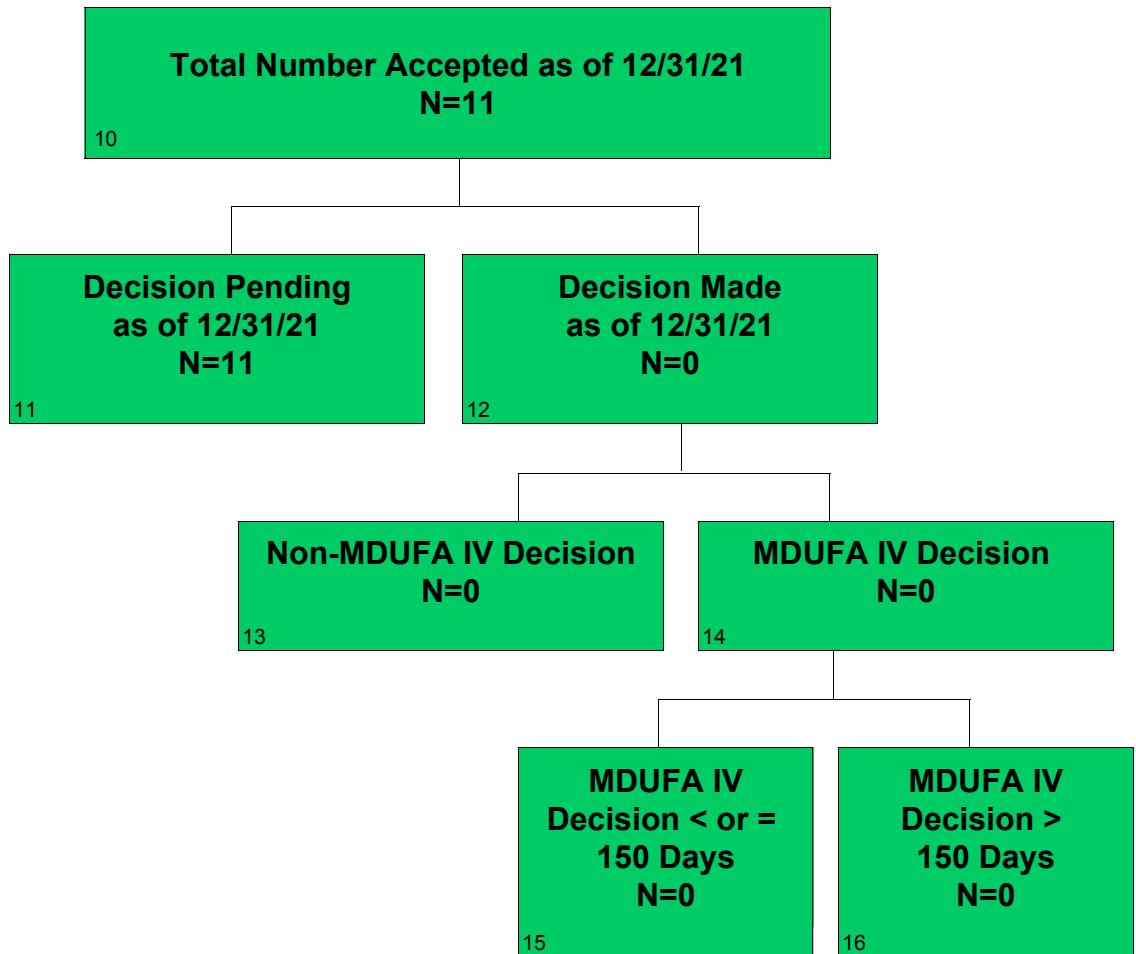 Total Number Accepted as of 12/31/21
N=11
10
Decision Pending
as of 12/31/21
N=11
11
Decision Made
as of 12/31/21
N=0
12
Non-MDUFA IV Decision
N=0
13
MDUFA IV Decision
N=0
14
MDUFA IV
Decision < or =
150 Days
N=0
15
MDUFA IV
Decision >
150 Days
N=0
16